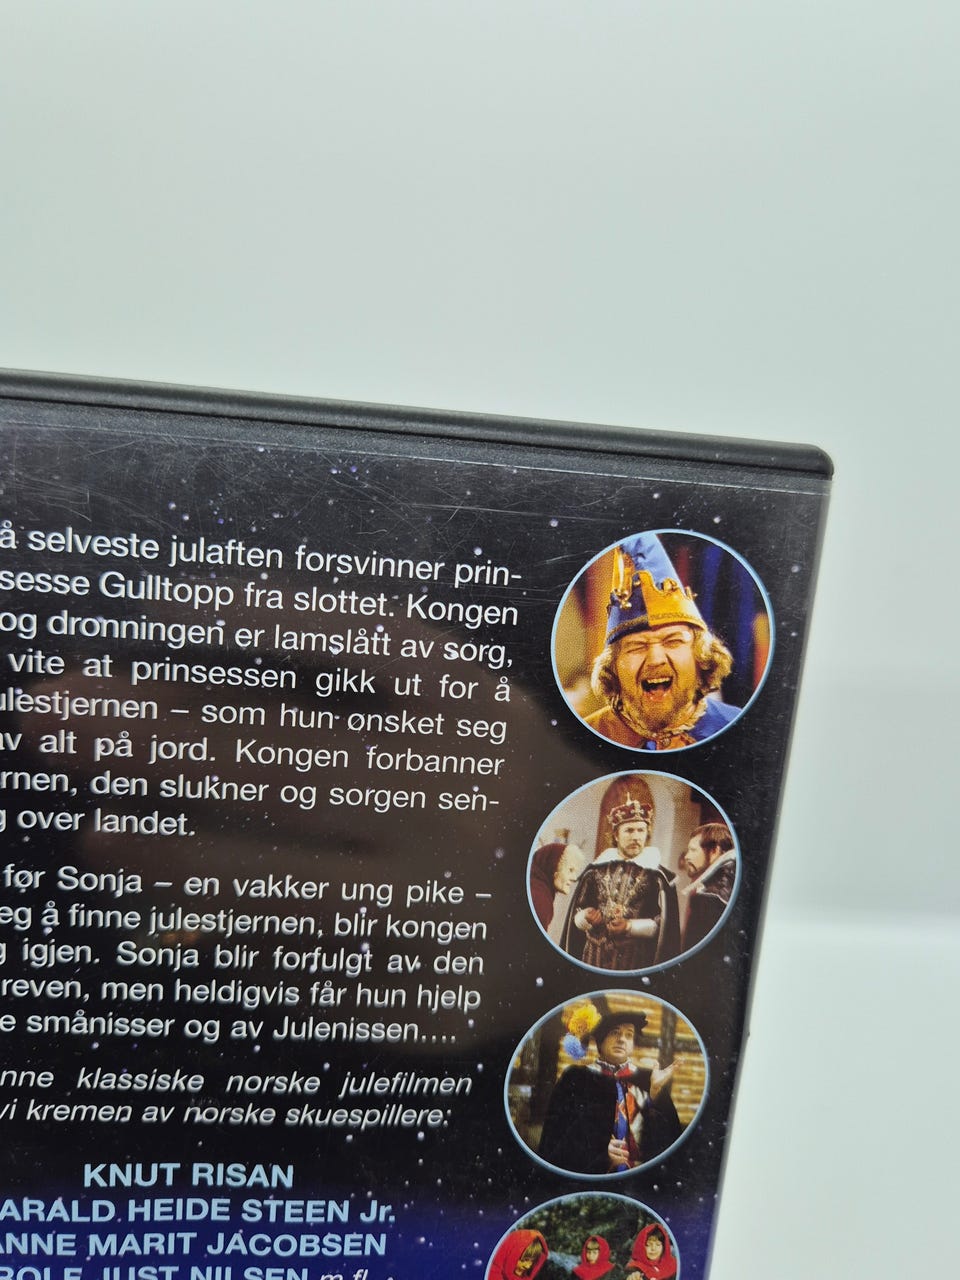 å selveste julaften forsvinner prin-
sesse Gulltopp fra slottet. Kongen
og dronningen er lamslått av sorg,
vite at prinsessen gikk ut for å
ulestjernen – som hun ønsket seg
av alt på jord. Kongen forbanner
rnen, den slukner og sorgen sen-
g over landet.
før Sonja – en vakker ung pike –
eg å finne julestjernen, blir kongen
g igjen. Sonja blir forfulgt av den
reven, men heldigvis får hun hjelp
e smånisser og av Julenissen....
nne klassiske norske julefilmen
vi kremen av norske skuespillere:
KNUT RISAN
ARALD HEIDE STEEN Jr.
ANNE MARIT JACOBSEN
ROLF JUST NILSEN m.fl.